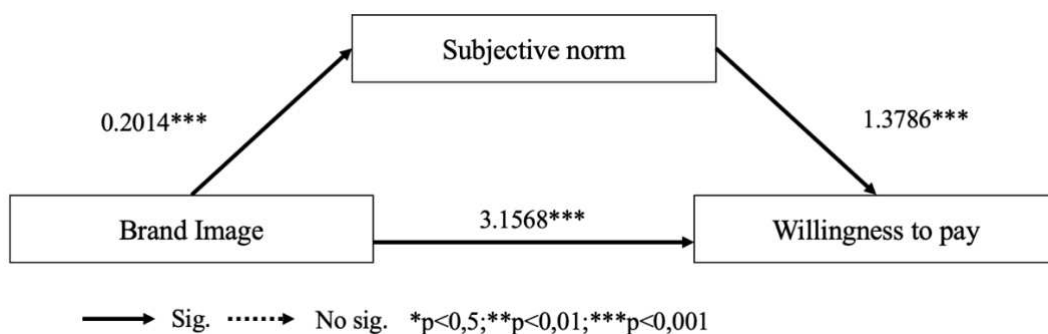 Subjective norm
0.2014***
1.3786***
Brand Image
3.1568***
Willingness to pay
Sig. No sig. *p<0,5;**p<0,01;***p<0,001